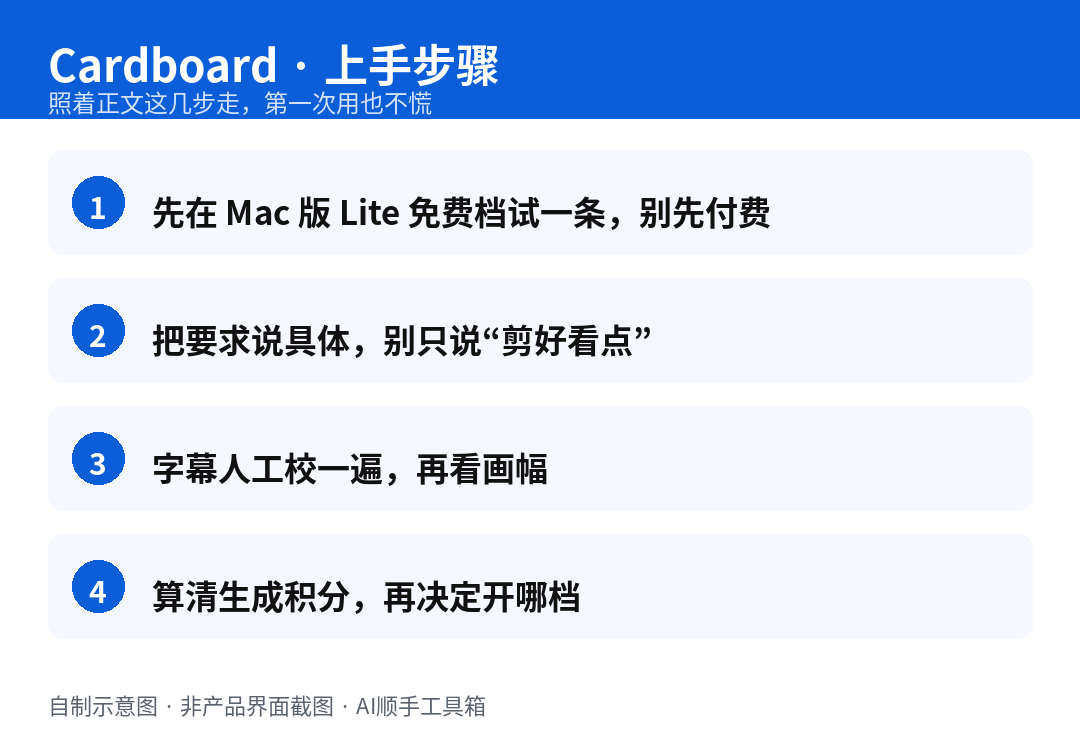 Cardboard · 上手步骤
照着正文这几步走，第一次用也不慌
1 先在 Mac 版 Lite 免费档试一条，别先付费
2 把要求说具体，别只说“剪好看点”
3 字幕人工校一遍，再看画幅
4 算清生成积分，再决定开哪档
自制示意图 · 非产品界面截图 · AI顺手工具箱